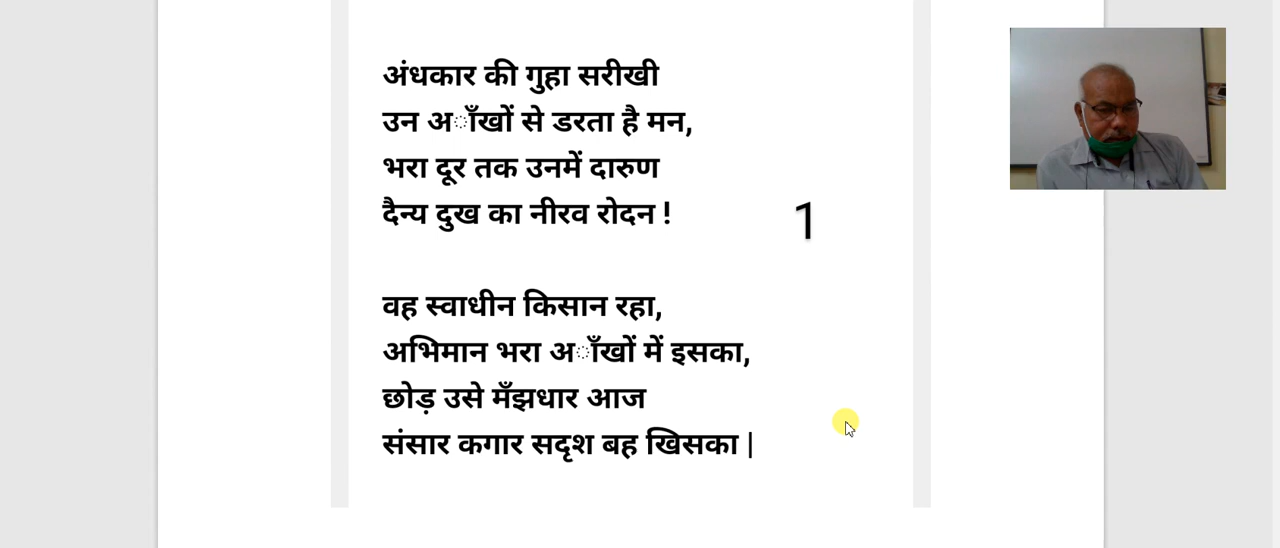 अंधकार की गुहा सरीखी
उन अाँखों से डरता है मन,
भरा दूर तक उनमें दारुण
दैन्य दुख का नीरव रोदन !
1
वह स्वाधीन किसान रहा,
अभिमान भरा अाँखों में इसका,
छोड़ उसे मँझधार आज
संसार कगार सदृश बह खिसका |